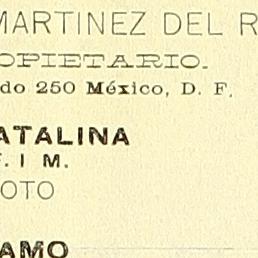 MARTINEZ DEL R
OPIETARIO.
do 250 México, D. F.
ATALINA
F. I M.
OTO
AMO